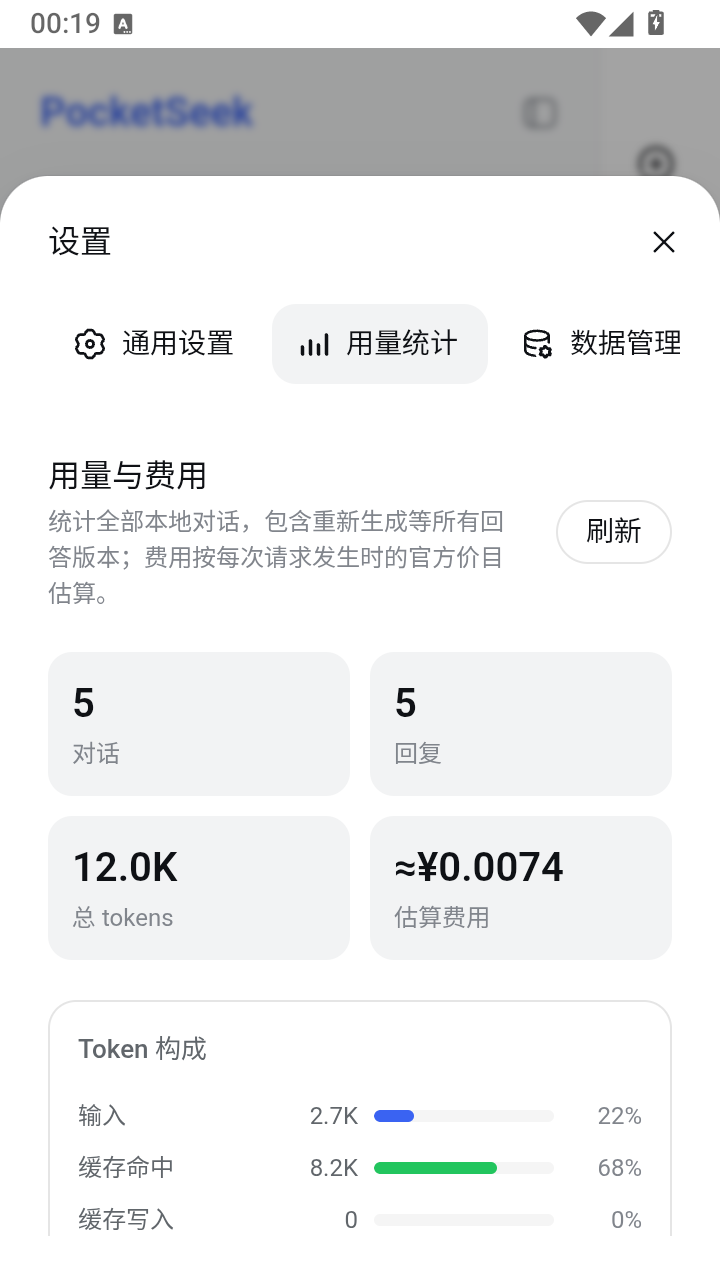 00:19
PocketSeek
设置
通用设置
用量统计
数据管理
用量与费用
统计全部本地对话，包含重新生成等所有回
答版本；费用按每次请求发生时的官方价目
估算。
刷新
5
对话
5
回复
12.0K
总 tokens
≈¥0.0074
估算费用
Token 构成
输入 2.7K 22%
缓存命中 8.2K 68%
缓存写入 0 0%